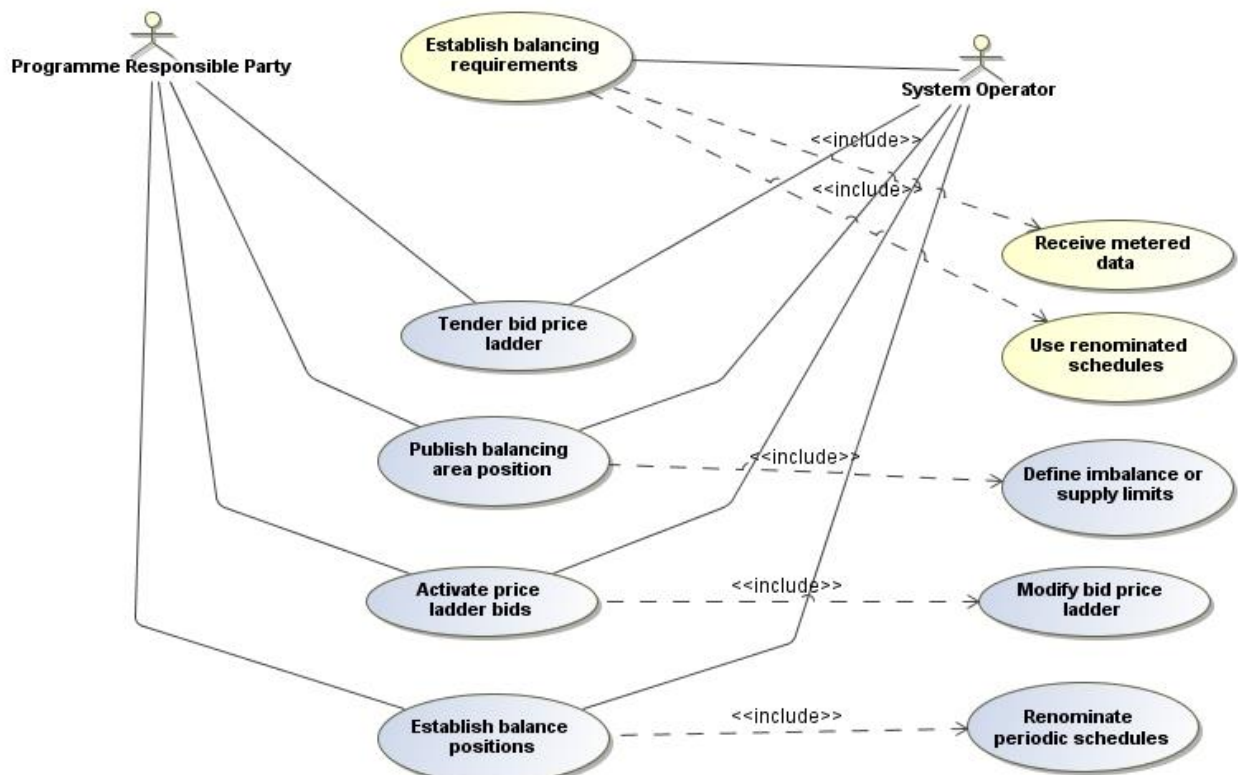 Programme Responsible Party
Establish balancing
requirements
System Operator
<<include>>
<<include>>
Receive metered
data
Tender bid price
ladder
Use renominated
schedules
Publish balancing
area position
<<include>>
Define imbalance or
supply limits
Activate price
ladder bids
<<include>>
Modify bid price
ladder
Establish balance
positions
<<include>>
Renominate
periodic schedules